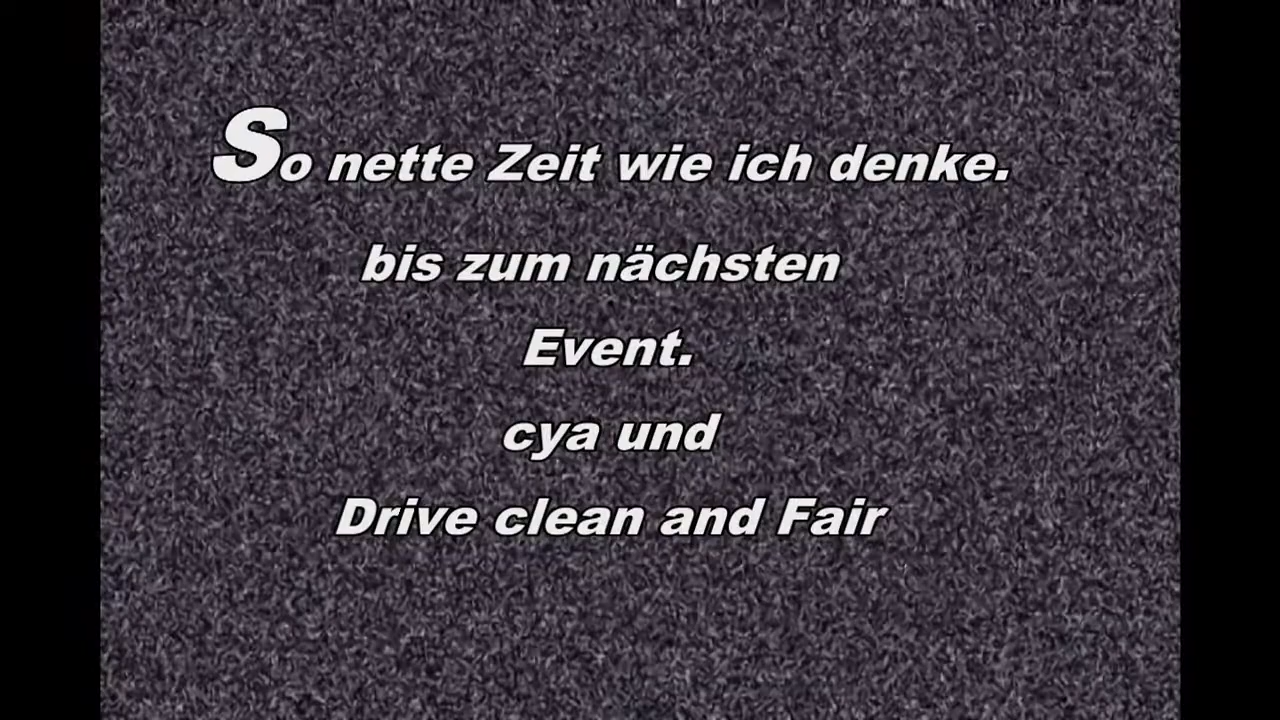 So nette Zeit wie ich denke.
bis zum nächsten
Event.
cya und
Drive clean and Fair